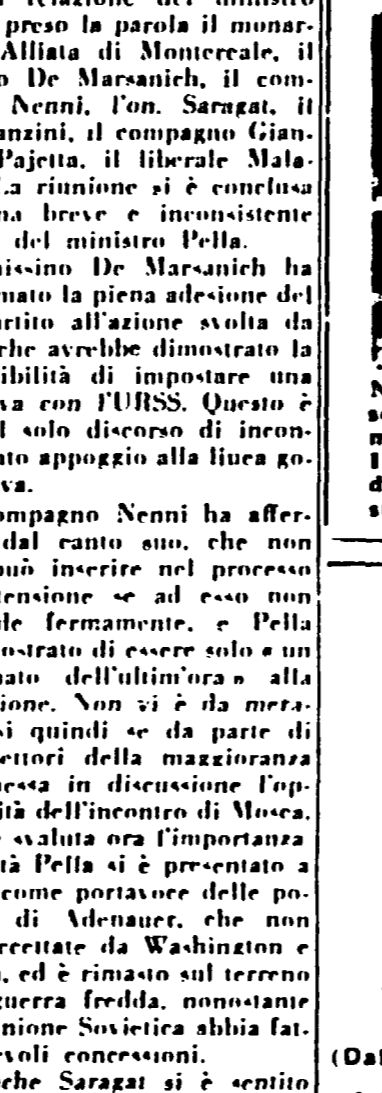 relazione del ministro
preso la parola il monar-
Alliata di Montereale, il
o De Marsanich, il com-
Nenni, l'on. Saragat, il
anzini, il compagno Gian-
Pajetta, il liberale Mala-
La riunione si è conclusa
na breve e inconsistente
del ministro Pella.
issino De Marsanich ha
mato la piena adesione del
artito all'azione svolta da
che avrebbe dimostrato la
ibilità di impostare una
va con l'URSS. Questo è
l solo discorso di incon-
ato appoggio alla linea go-
va.
ompagno Nenni ha affer-
dal canto suo, che non
può inserire nel processo
tensione se ad esso non
de fermamente, e Pella
ostrato di essere solo « un
nato dell'ultim'ora » alla
ione. Non vi è da mera-
si quindi se da parte di
ettori della maggioranza
messa in discussione l'op-
ità dell'incontro di Mosca,
e svaluta ora l'importanza
tà Pella si è presentato a
come portavoce delle po-
di Adenauer, che non
ccettate da Washington e
, ed è rimasto sul terreno
guerra fredda, nonostante
nione Sovietica abbia fat-
evoli concessioni.
che Saragat si è sentito
(Dal